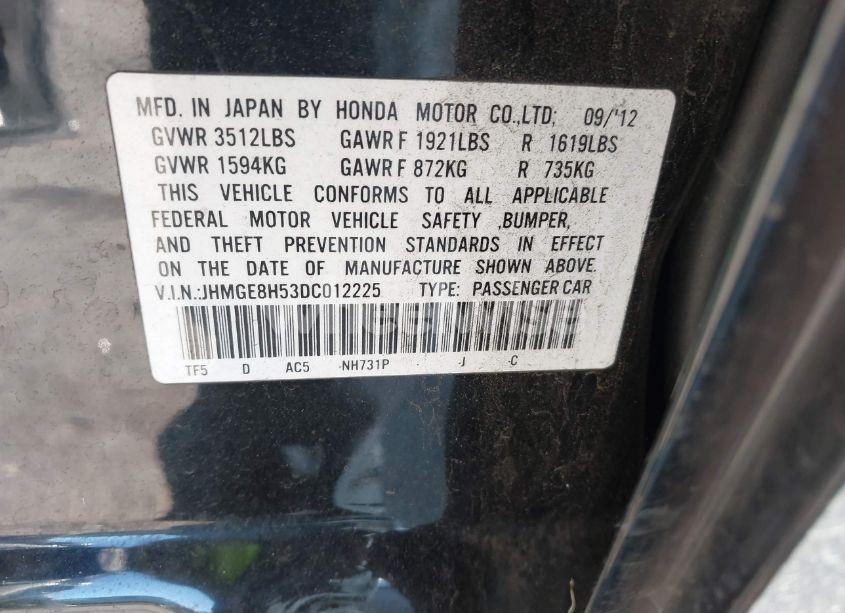 MFD. IN JAPAN BY HONDA MOTOR CO.,LTD; 09/'12
GVWR 3512LBS GAWR F 1921LBS R 1619LBS
GVWR 1594KG GAWR F 872KG R 735KG
THIS VEHICLE CONFORMS TO ALL APPLICABLE
FEDERAL MOTOR VEHICLE SAFETY ,BUMPER,
AND THEFT PREVENTION STANDARDS IN EFFECT
ON THE DATE OF MANUFACTURE SHOWN ABOVE.
V.I.N.:JHMGE8H53DC012225 TYPE: PASSENGER CAR
TF5 D AC5 -NH731P - -J -C